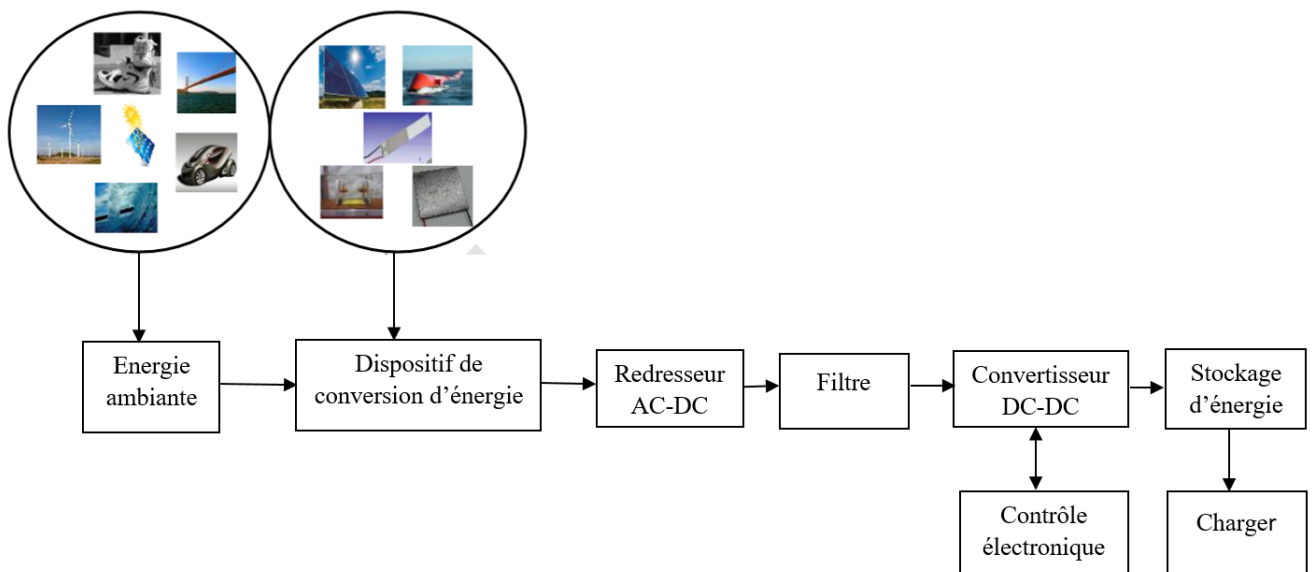 Energie
ambiante
Dispositif de
conversion d’énergie
Redresseur
AC-DC
Filtre
Convertisseur
DC-DC
Stockage
d’énergie
Contrôle
électronique
Charger